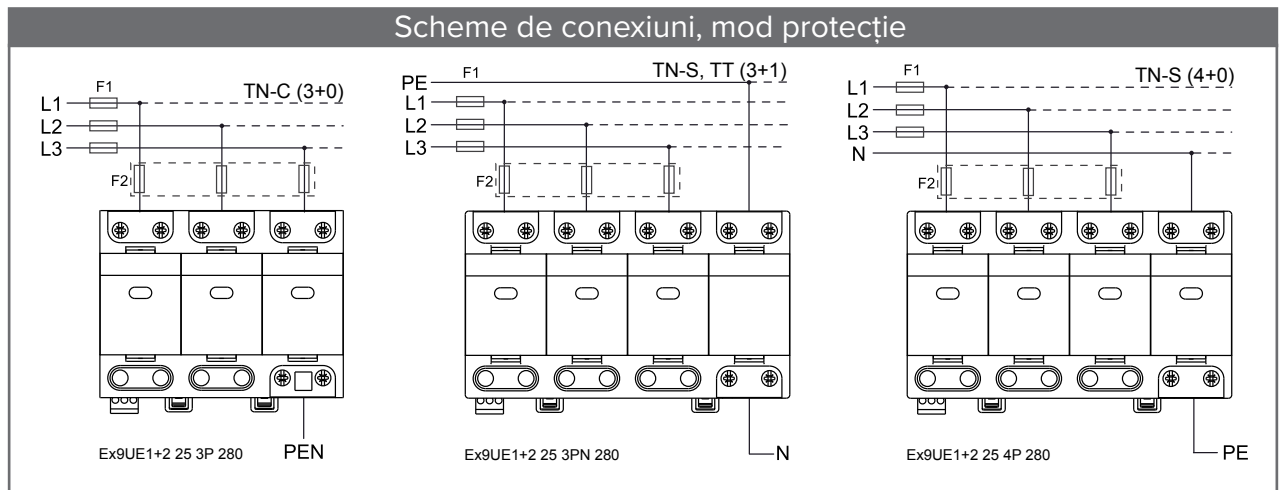 Scheme de conexiuni, mod protecție
F1
TN-C (3+0)
L1
L2
L3
F2
Ex9UE1+2 25 3P 280
PEN
PE
F1
TN-S, TT (3+1)
L1
L2
L3
F2
Ex9UE1+2 25 3PN 280
N
F1
TN-S (4+0)
L1
L2
L3
N
F2
Ex9UE1+2 25 4P 280
PE